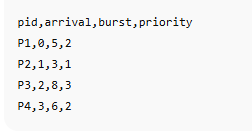 pid,arrival,burst,priority
P1,0,5,2
P2,1,3,1
P3,2,8,3
P4,3,6,2